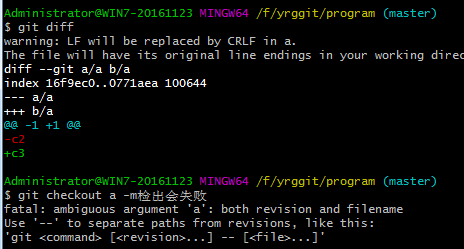 Administrator@WIN7-20161123 MINGW64 /f/yrggit/program (master)
$ git diff
warning: LF will be replaced by CRLF in a.
The file will have its original line endings in your working direc
diff --git a/a b/a
index 16f9ec0..0771aea 100644
--- a/a
+++ b/a
@@ -1 +1 @@
-c2
+c3
Administrator@WIN7-20161123 MINGW64 /f/yrggit/program (master)
$ git checkout a -m检出会失败
fatal: ambiguous argument 'a': both revision and filename
Use '--' to separate paths from revisions, like this:
'git <command> [<revision>...] -- [<file>...]'